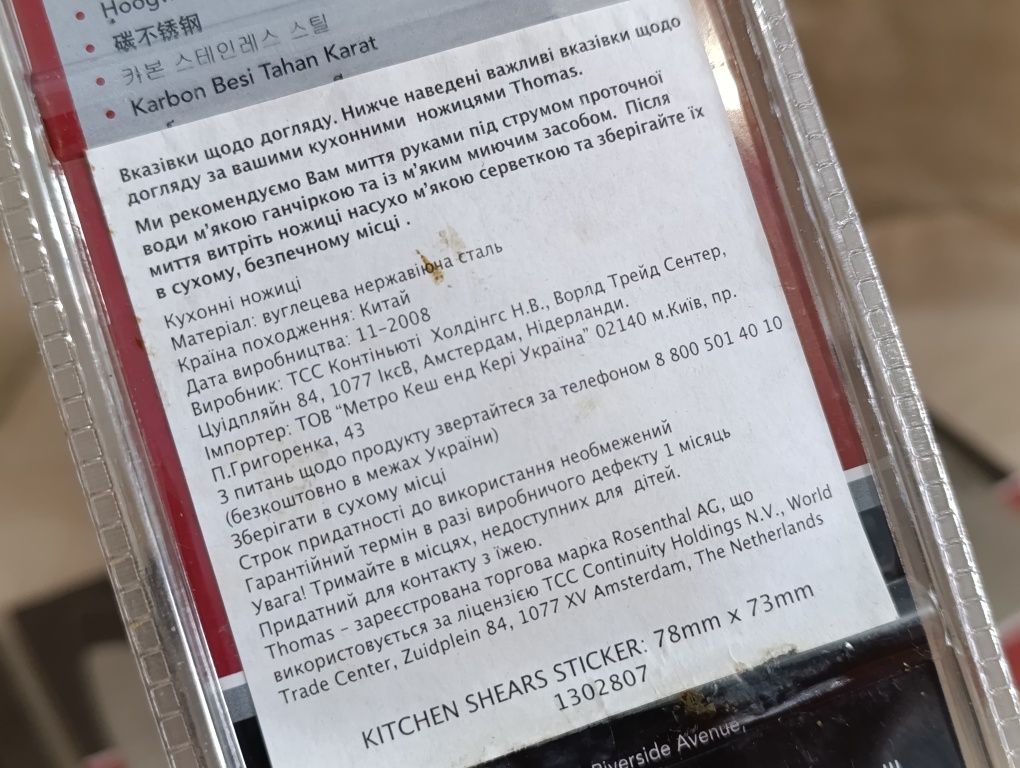 碳不锈钢
카본 스테인레스 스틸
Karbon Besi Tahan Karat
Вказівки щодо догляду. Нижче наведені важливі вказівки щодо
догляду за вашими кухонними ножицями Thomas.
Ми рекомендуємо Вам миття руками під струмом проточної
води м'якою ганчіркою та із м'яким миючим засобом. Після
миття витріть ножиці насухо м'якою серветкою та зберігайте їх
в сухому, безпечному місці .
Кухонні ножиці
Матеріал: вуглецева нержавіюча сталь
Країна походження: Китай
Дата виробництва: 11-2008
Виробник: ТСС Контіньюті Холдінгс Н.В., Ворлд Трейд Сентер,
Цуідпляйн 84, 1077 ІксВ, Амстердам, Нідерланди.
Імпортер: ТОВ "Метро Кеш енд Кері Україна" 02140 м.Київ, пр.
П.Григоренка, 43
З питань щодо продукту звертайтеся за телефоном 8 800 501 40 10
(безкоштовно в межах України)
Зберігати в сухому місці
Строк придатності до використання необмежений
Гарантійний термін в разі виробничого дефекту 1 місяць
Увага! Тримайте в місцях, недоступних для дітей.
Придатний для контакту з їжею.
Thomas – зареєстрована торгова марка Rosenthal AG, що
використовується за ліцензією TCC Continuity Holdings N.V., World
Trade Center, Zuidplein 84, 1077 XV Amsterdam, The Netherlands
KITCHEN SHEARS STICKER: 78mm x 73mm
1302807
Riverside Avenue,